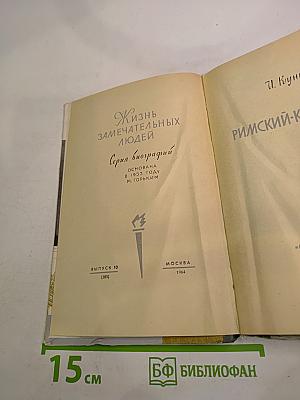 Жизнь
ЗАМЕЧАТЕЛЬНЫХ
ЛЮДЕЙ
Серия биографий
ОСНОВАНА
В 1933 ГОДУ
М. ГОРЬКИМ
ВЫПУСК 10
МОСКВА
1964
И. Кун
РИМСКИЙ-К
15 см
БФ БИБЛИОФАН